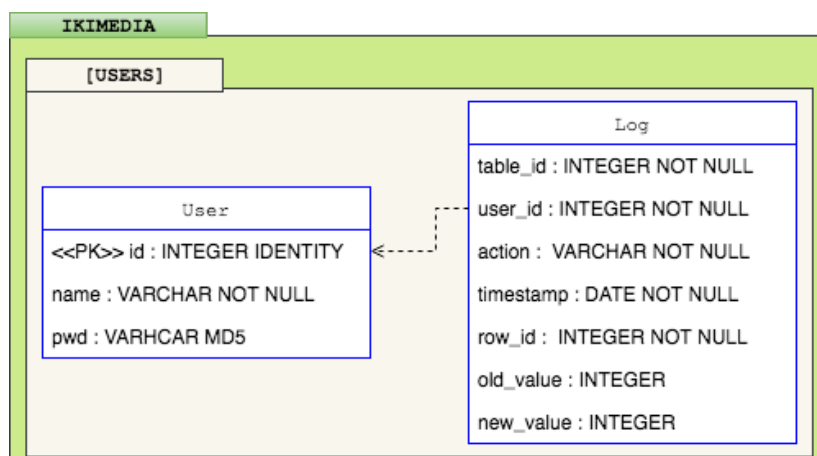 IKIMEDIA
[USERS]
User
<<PK>> id : INTEGER IDENTITY
name : VARCHAR NOT NULL
pwd : VARHCAR MD5
Log
table_id : INTEGER NOT NULL
user_id : INTEGER NOT NULL
action : VARCHAR NOT NULL
timestamp : DATE NOT NULL
row_id : INTEGER NOT NULL
old_value : INTEGER
new_value : INTEGER